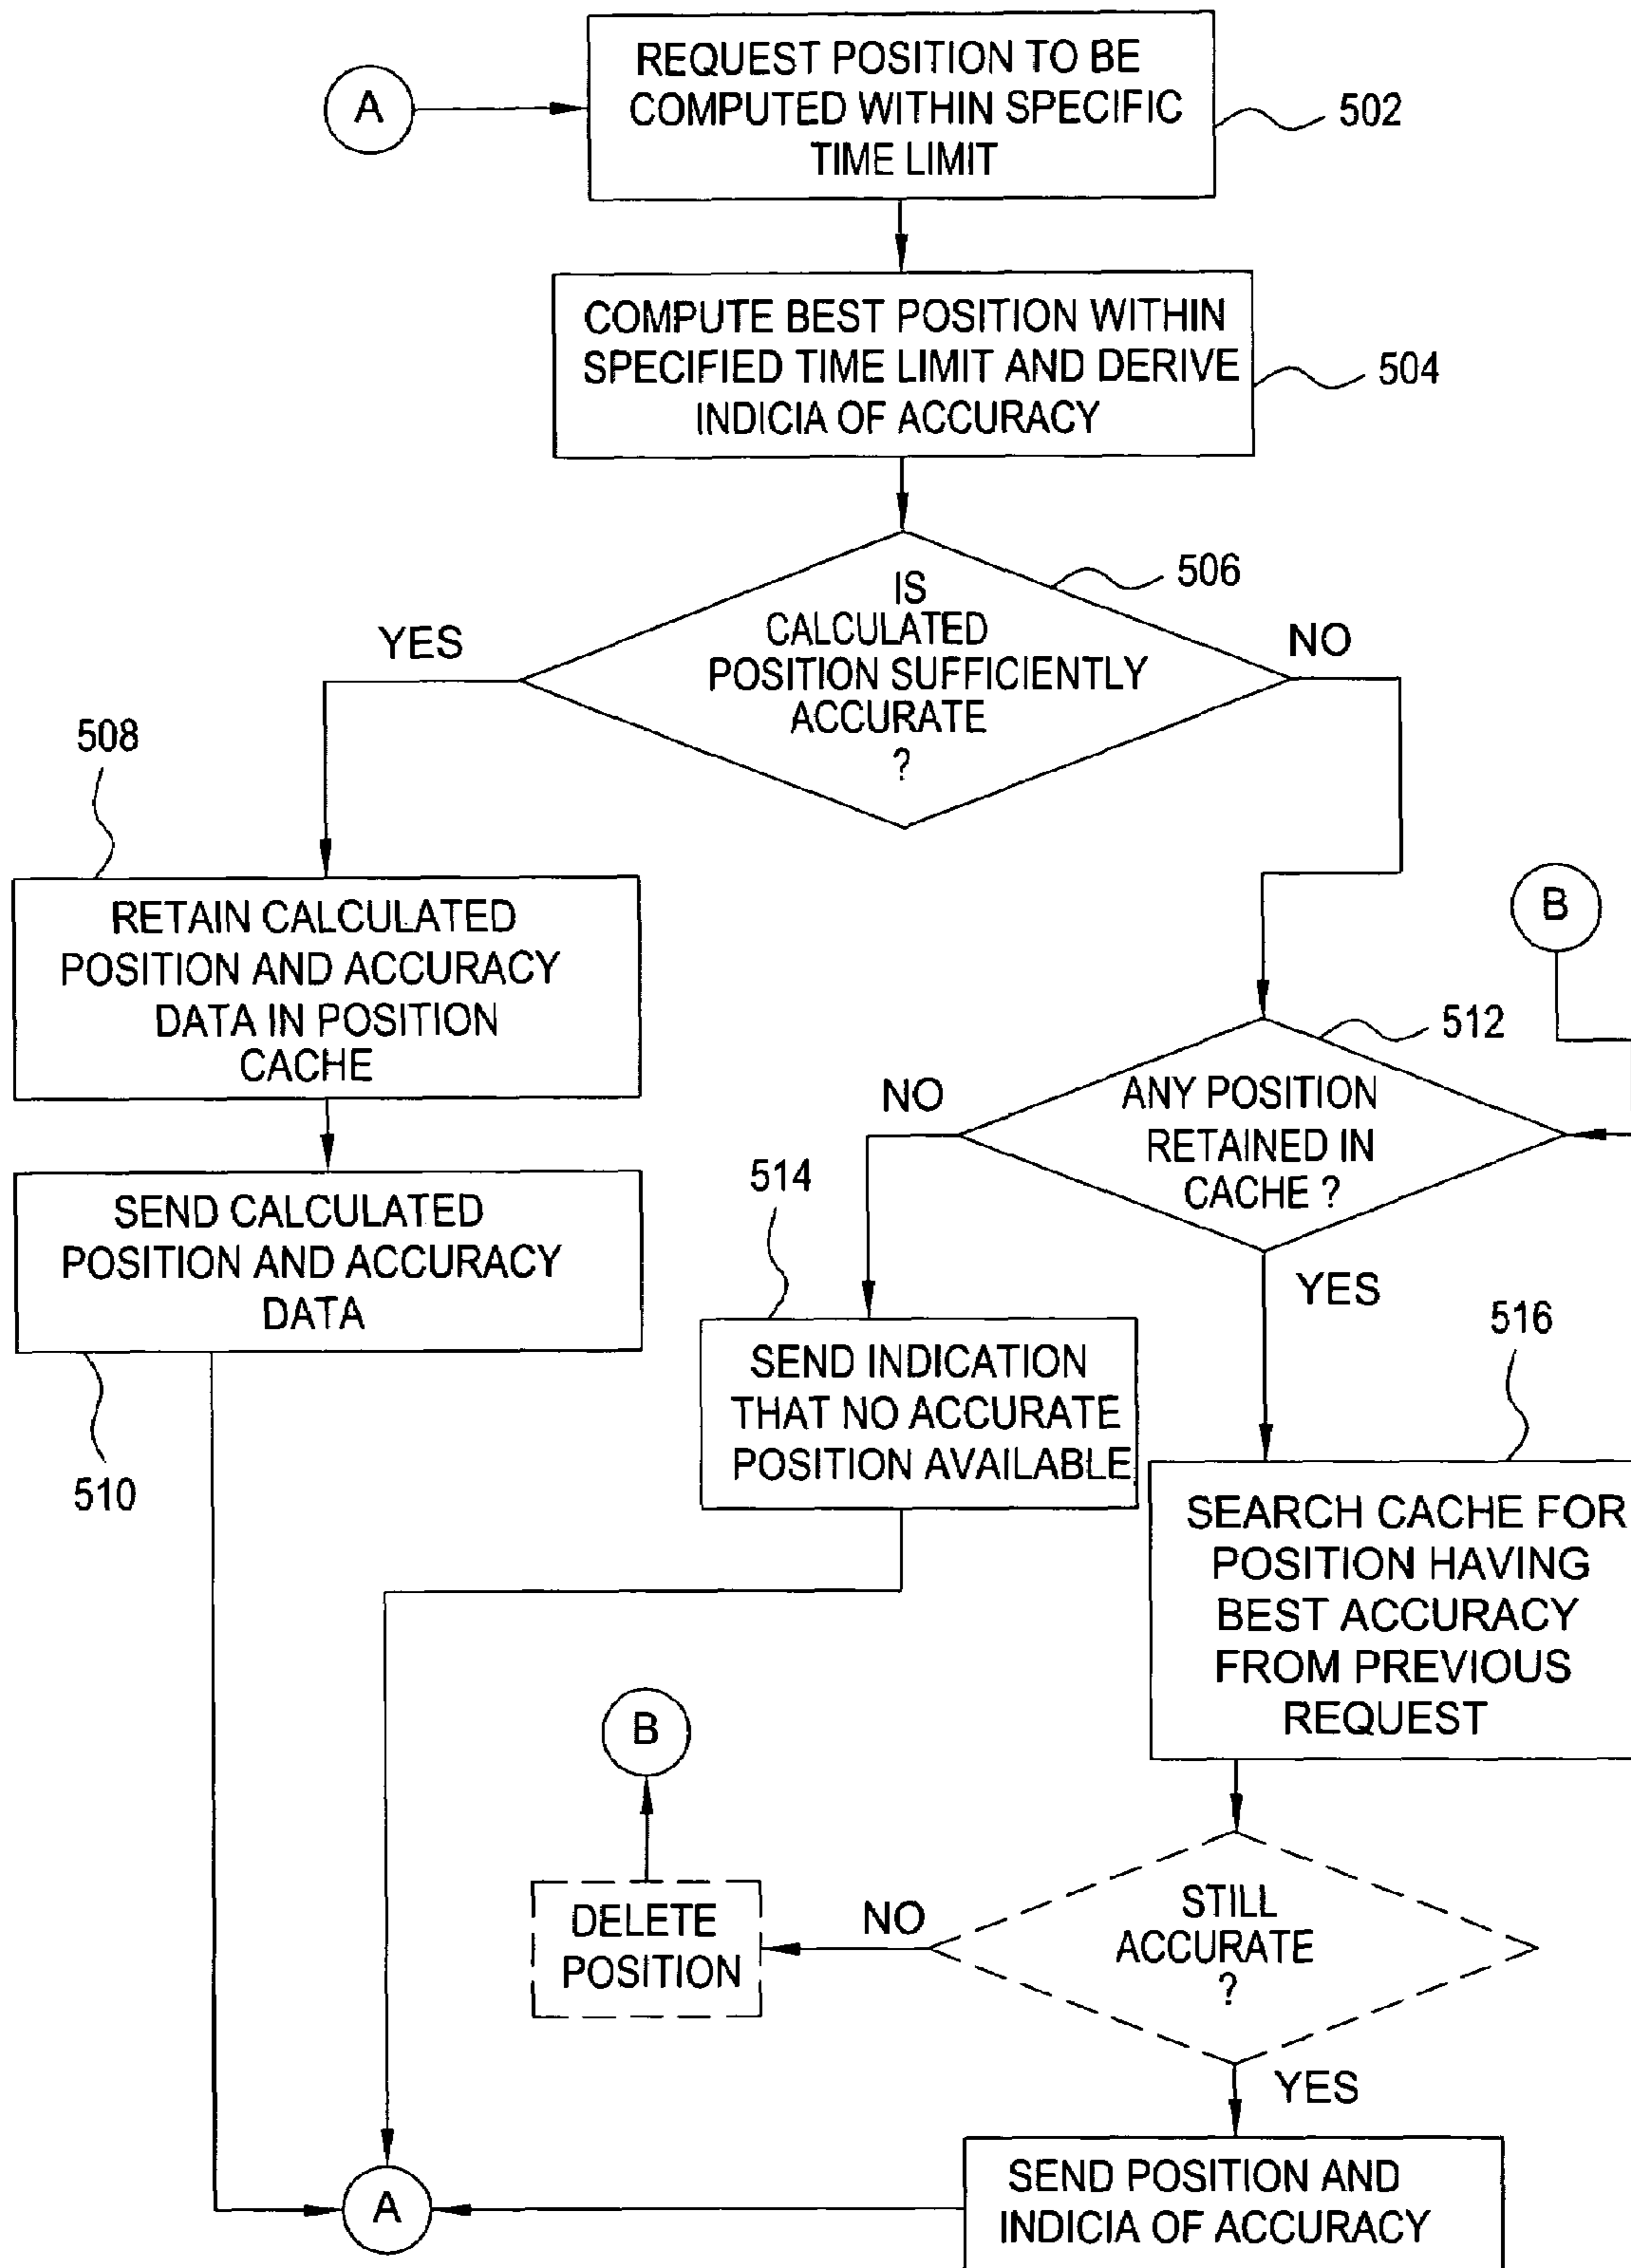 A
REQUEST POSITION TO BE
COMPUTED WITHIN SPECIFIC
TIME LIMIT
502
COMPUTE BEST POSITION WITHIN
SPECIFIED TIME LIMIT AND DERIVE
INDICIA OF ACCURACY
504
IS
CALCULATED
POSITION SUFFICIENTLY
ACCURATE
?
506
YES
NO
508
RETAIN CALCULATED
POSITION AND ACCURACY
DATA IN POSITION
CACHE
B
512
ANY POSITION
RETAINED IN
CACHE ?
NO
YES
SEND CALCULATED
POSITION AND ACCURACY
DATA
510
514
SEND INDICATION
THAT NO ACCURATE
POSITION AVAILABLE
516
SEARCH CACHE FOR
POSITION HAVING
BEST ACCURACY
FROM PREVIOUS
REQUEST
B
DELETE
POSITION
NO
STILL
ACCURATE
?
YES
A
SEND POSITION AND
INDICIA OF ACCURACY